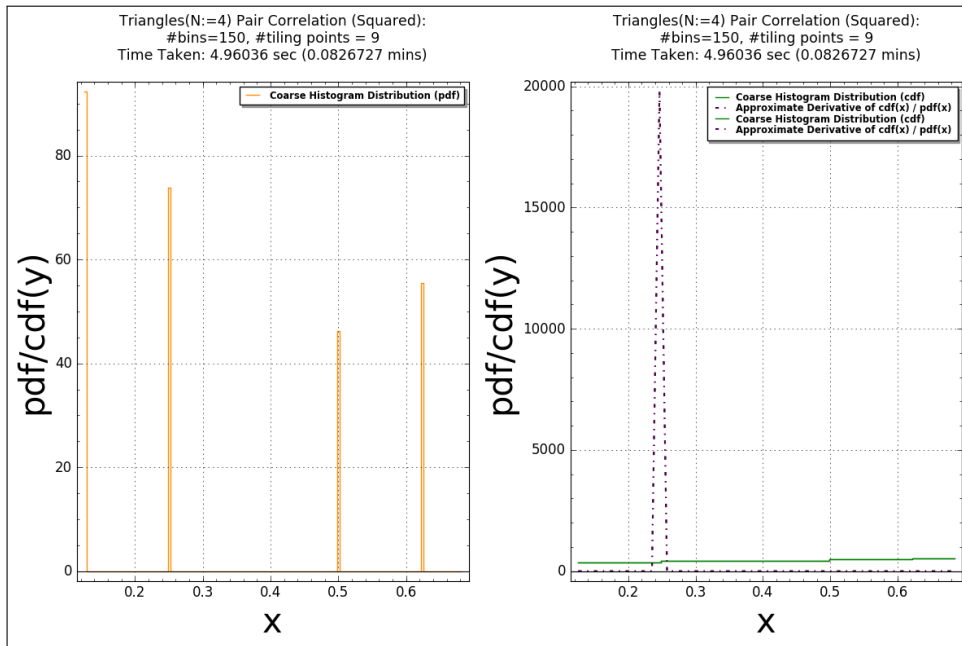 Triangles(N:=4) Pair Correlation (Squared):
#bins=150, #tiling points = 9
Time Taken: 4.96036 sec (0.0826727 mins)
Coarse Histogram Distribution (pdf)
80
60
40
20
0
0.2
0.3
0.4
0.5
0.6
pdf/cdf(y)
x
Triangles(N:=4) Pair Correlation (Squared):
#bins=150, #tiling points = 9
Time Taken: 4.96036 sec (0.0826727 mins)
Coarse Histogram Distribution (cdf)
Approximate Derivative of cdf(x) / pdf(x)
Coarse Histogram Distribution (cdf)
Approximate Derivative of cdf(x) / pdf(x)
20000
15000
10000
5000
0
0.2
0.3
0.4
0.5
0.6
pdf/cdf(y)
x